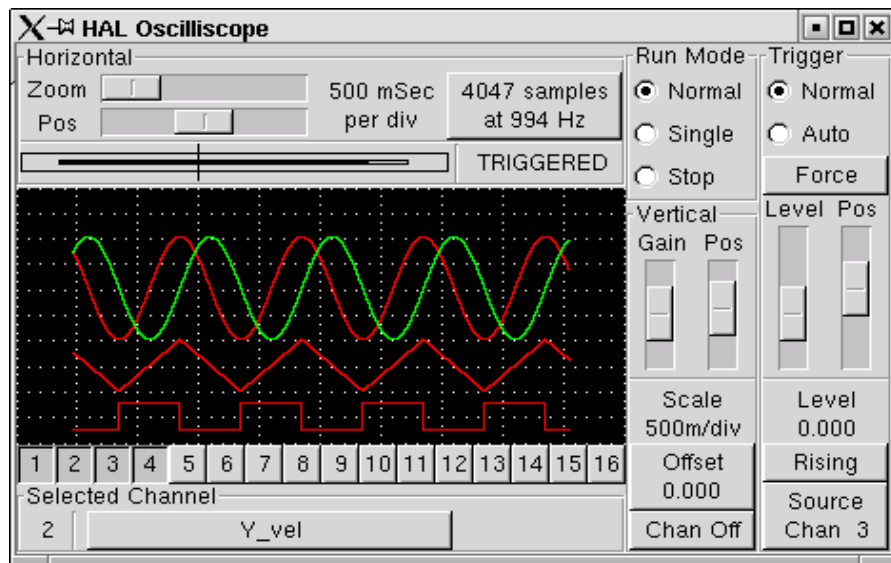 HAL Oscilliscope
Horizontal
Zoom
Pos
500 mSec
per div
4047 samples
at 994 Hz
TRIGGERED
Run Mode
Normal
Single
Stop
Trigger
Normal
Auto
Force
Level Pos
Vertical
Gain Pos
Scale
500m/div
Offset
0.000
Chan Off
Level
0.000
Rising
Source
Chan 3
1 2 3 4 5 6 7 8 9 10 11 12 13 14 15 16
Selected Channel
2 Y_vel